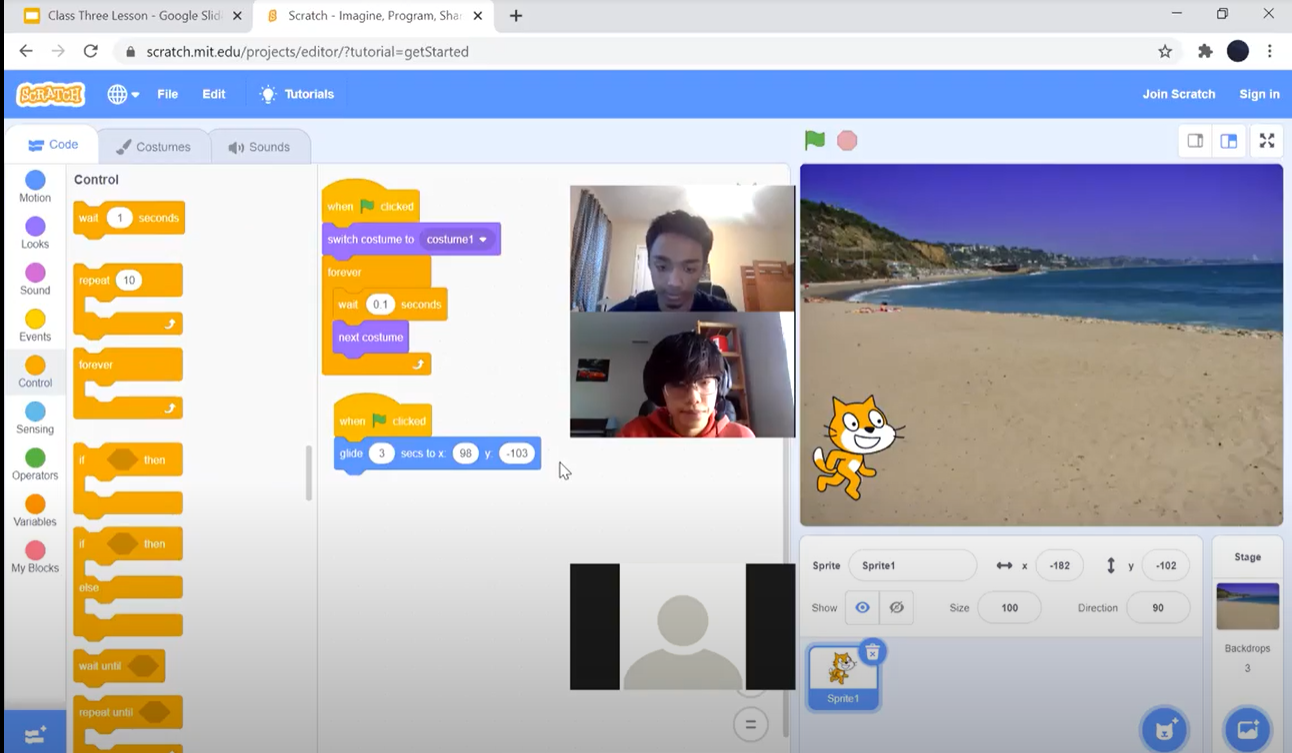 Class Three Lesson - Google Slid
Scratch - Imagine, Program, Shar
scratch.mit.edu/projects/editor/?tutorial=getStarted
SCRATCH File Edit Tutorials Join Scratch Sign in
Code Costumes Sounds
Motion
Looks
Sound
Events
Control
Sensing
Operators
Variables
My Blocks
Control
wait 1 seconds
repeat 10
forever
if then
if then
else
wait until
repeat until
when clicked
switch costume to costume1
forever
wait 0.1 seconds
next costume
when clicked
glide 3 secs to x: 98 y: -103
Sprite Sprite1 x -182 y -102
Show Size 100 Direction 90
Sprite1
Stage
Backdrops
3